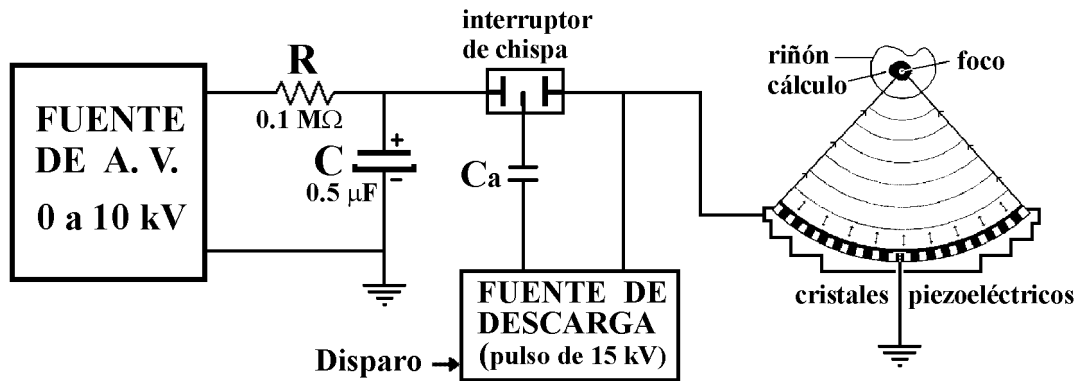 FUENTE
DE A. V.
0 a 10 kV
R
0.1 MΩ
+
C
-
0.5 μF
interruptor
de chispa
Ca
FUENTE DE
DESCARGA
(pulso de 15 kV)
Disparo
riñón
cálculo
foco
cristales piezoeléctricos